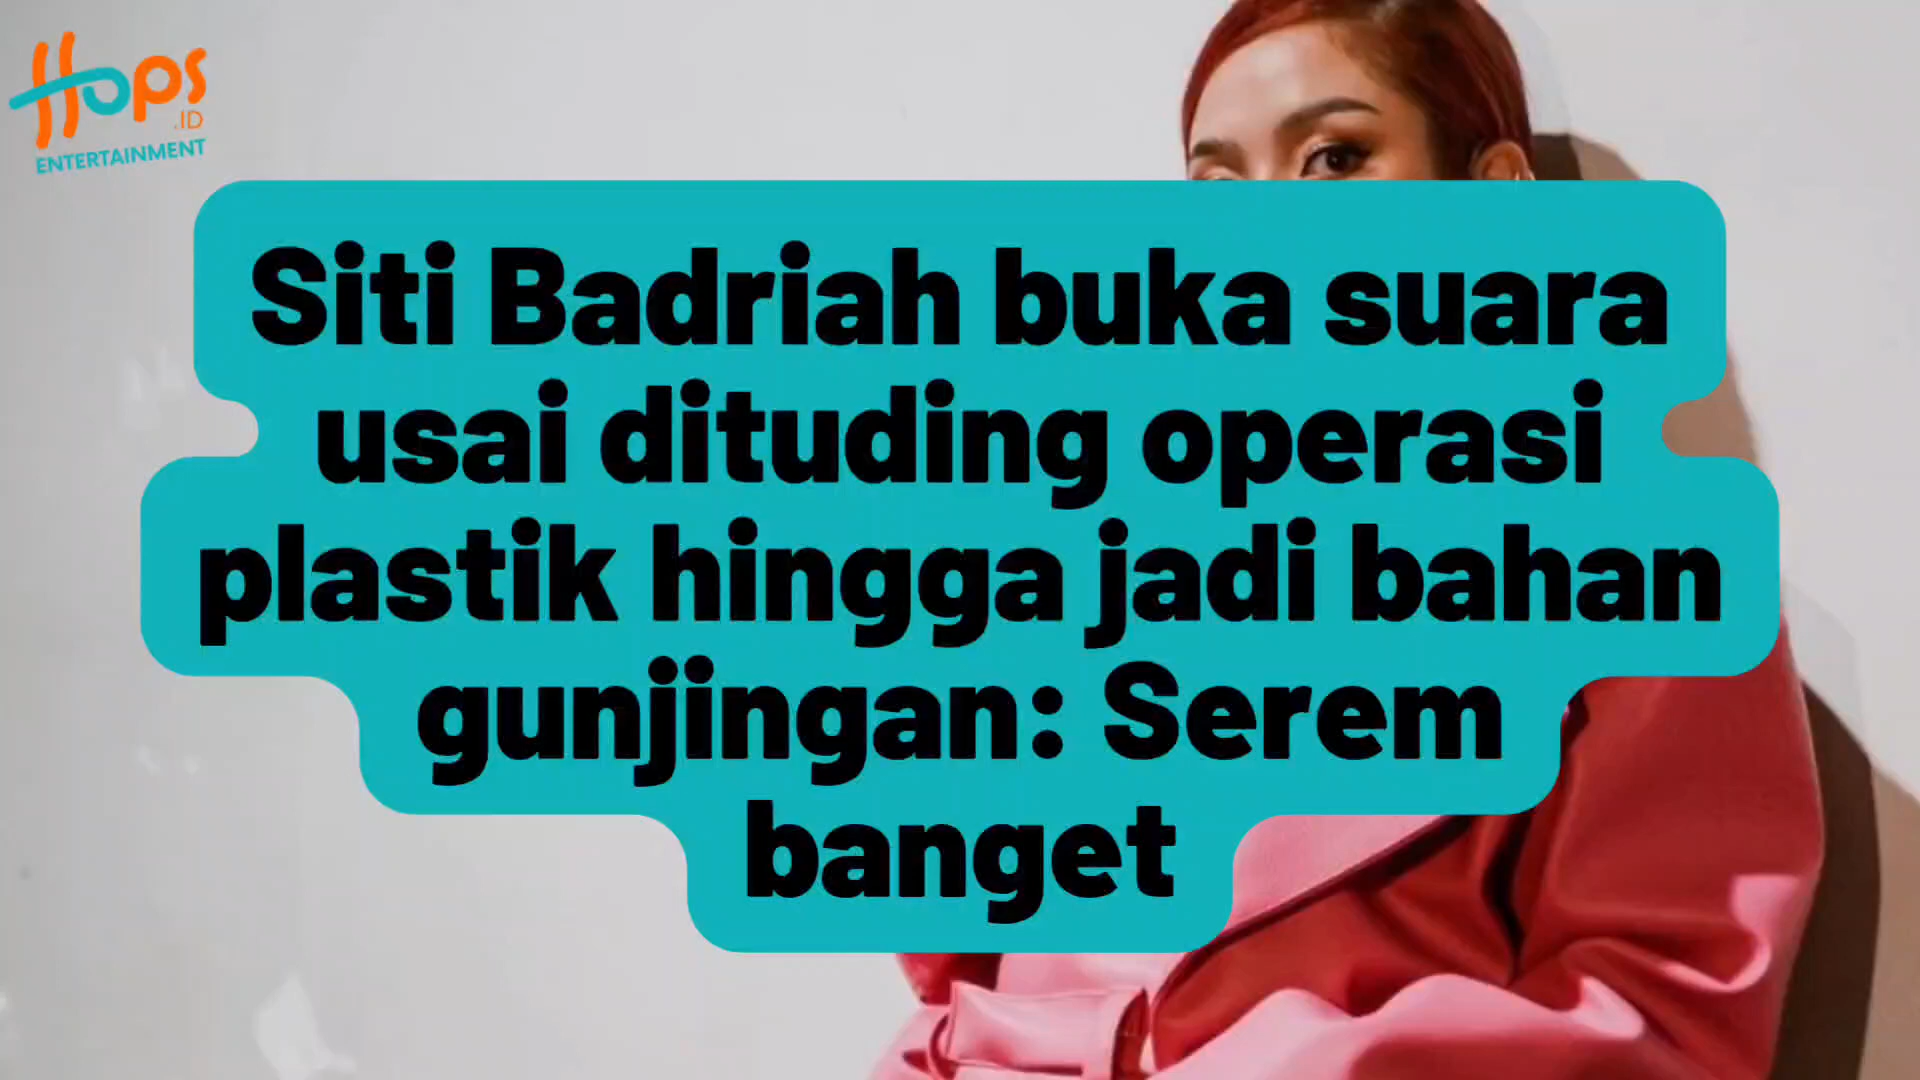 Hops
.ID
ENTERTAINMENT
Siti Badriah buka suara
usai dituding operasi
plastik hingga jadi bahan
gunjingan: Serem
banget